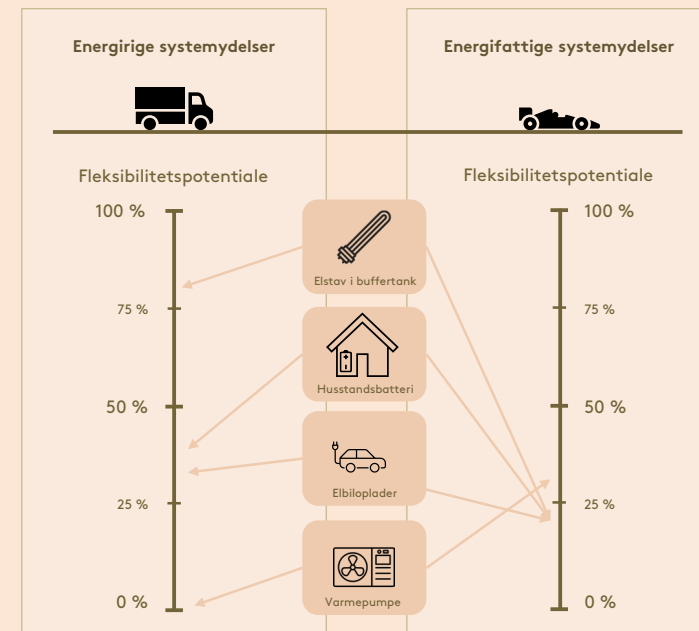 Energirige systemydelser
Energifattige systemydelser
Fleksibilitetspotentiale
Fleksibilitetspotentiale
100 %
75 %
50 %
25 %
0 %
Elstav i buffertank
Husstandsbatteri
Elbiloplader
Varmepumpe
100 %
75 %
50 %
25 %
0 %